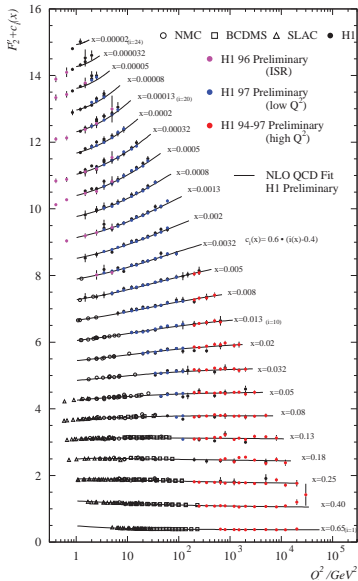 F₂ᵉᵖ+cᵢ(x)
NMC BCDMS SLAC H1
H1 96 Preliminary
(ISR)
H1 97 Preliminary
(low Q²)
H1 94-97 Preliminary
(high Q²)
NLO QCD Fit
H1 Preliminary
cᵢ(x)= 0.6 • (i(x)-0.4)
x=0.00002 (i=24)
x=0.000032
x=0.00005
x=0.00008
x=0.00013 (i=20)
x=0.0002
x=0.00032
x=0.0005
x=0.0008
x=0.0013
x=0.002
x=0.0032
x=0.005
x=0.008
x=0.013 (i=10)
x=0.02
x=0.032
x=0.05
x=0.08
x=0.13
x=0.18
x=0.25
x=0.40
x=0.65 (i=1)
16
14
12
10
8
6
4
2
0
1 10 10² 10³ 10⁴ 10⁵
Q² /GeV²